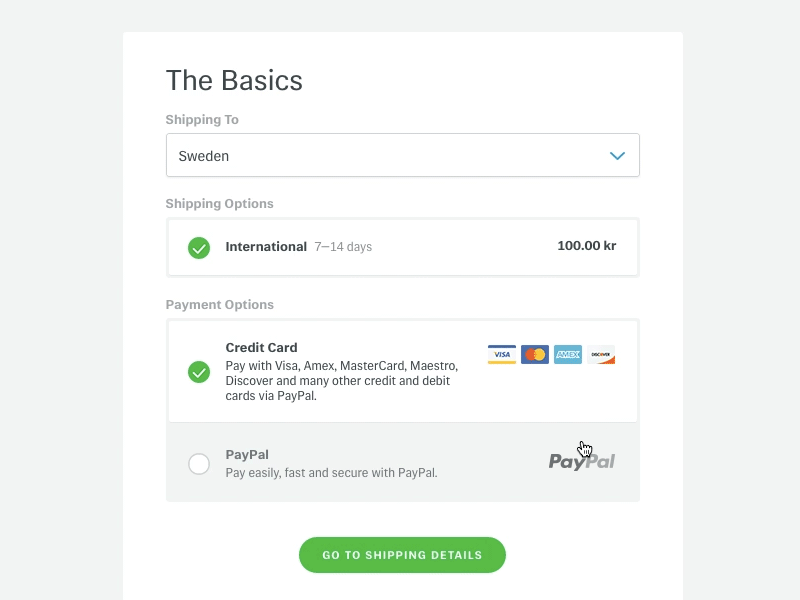 The Basics
Shipping To
Sweden
Shipping Options
International 7–14 days 100.00 kr
Payment Options
Credit Card
VISA
AMEX
DISCOVER
Pay with Visa, Amex, MasterCard, Maestro,
Discover and many other credit and debit
cards via PayPal.
PayPal
Pay easily, fast and secure with PayPal.
PayPal
GO TO SHIPPING DETAILS